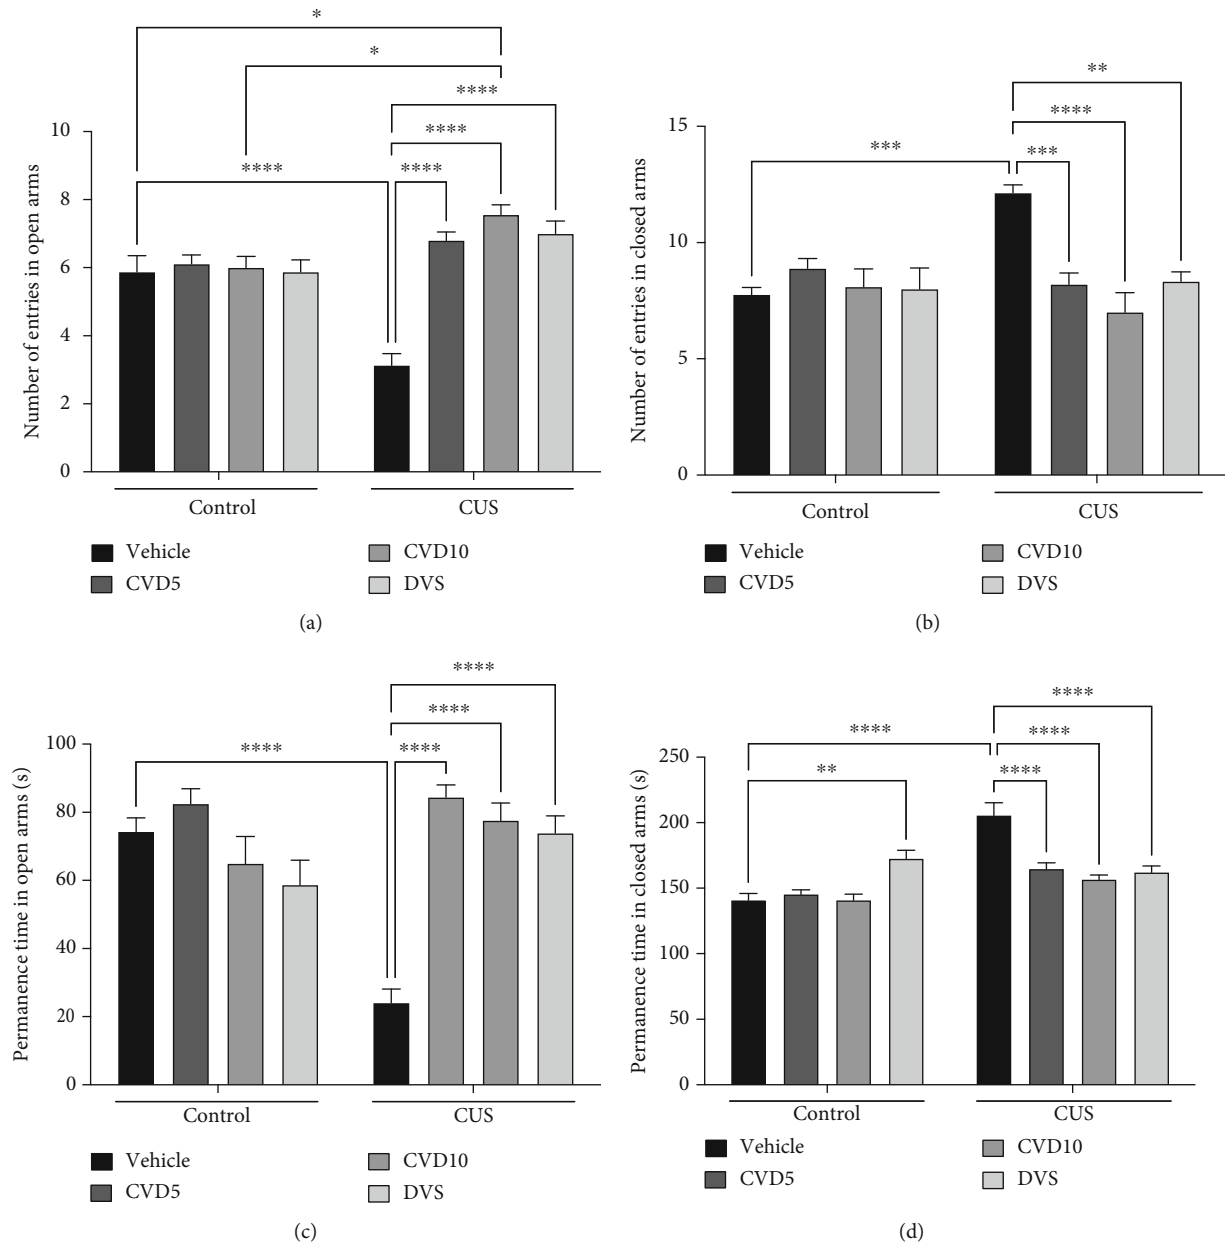 *
*
****
****
**** ****
10
8
6
4
2
0
Number of entries in open arms
Control CUS
Vehicle CVD10
CVD5 DVS
(a)
**
****
*** ***
15
10
5
0
Number of entries in closed arms
Control CUS
Vehicle CVD10
CVD5 DVS
(b)
****
****
**** ****
100
80
60
40
20
0
Permanence time in open arms (s)
Control CUS
Vehicle CVD10
CVD5 DVS
(c)
****
**** ****
** ****
250
200
150
100
50
0
Permanence time in closed arms (s)
Control CUS
Vehicle CVD10
CVD5 DVS
(d)